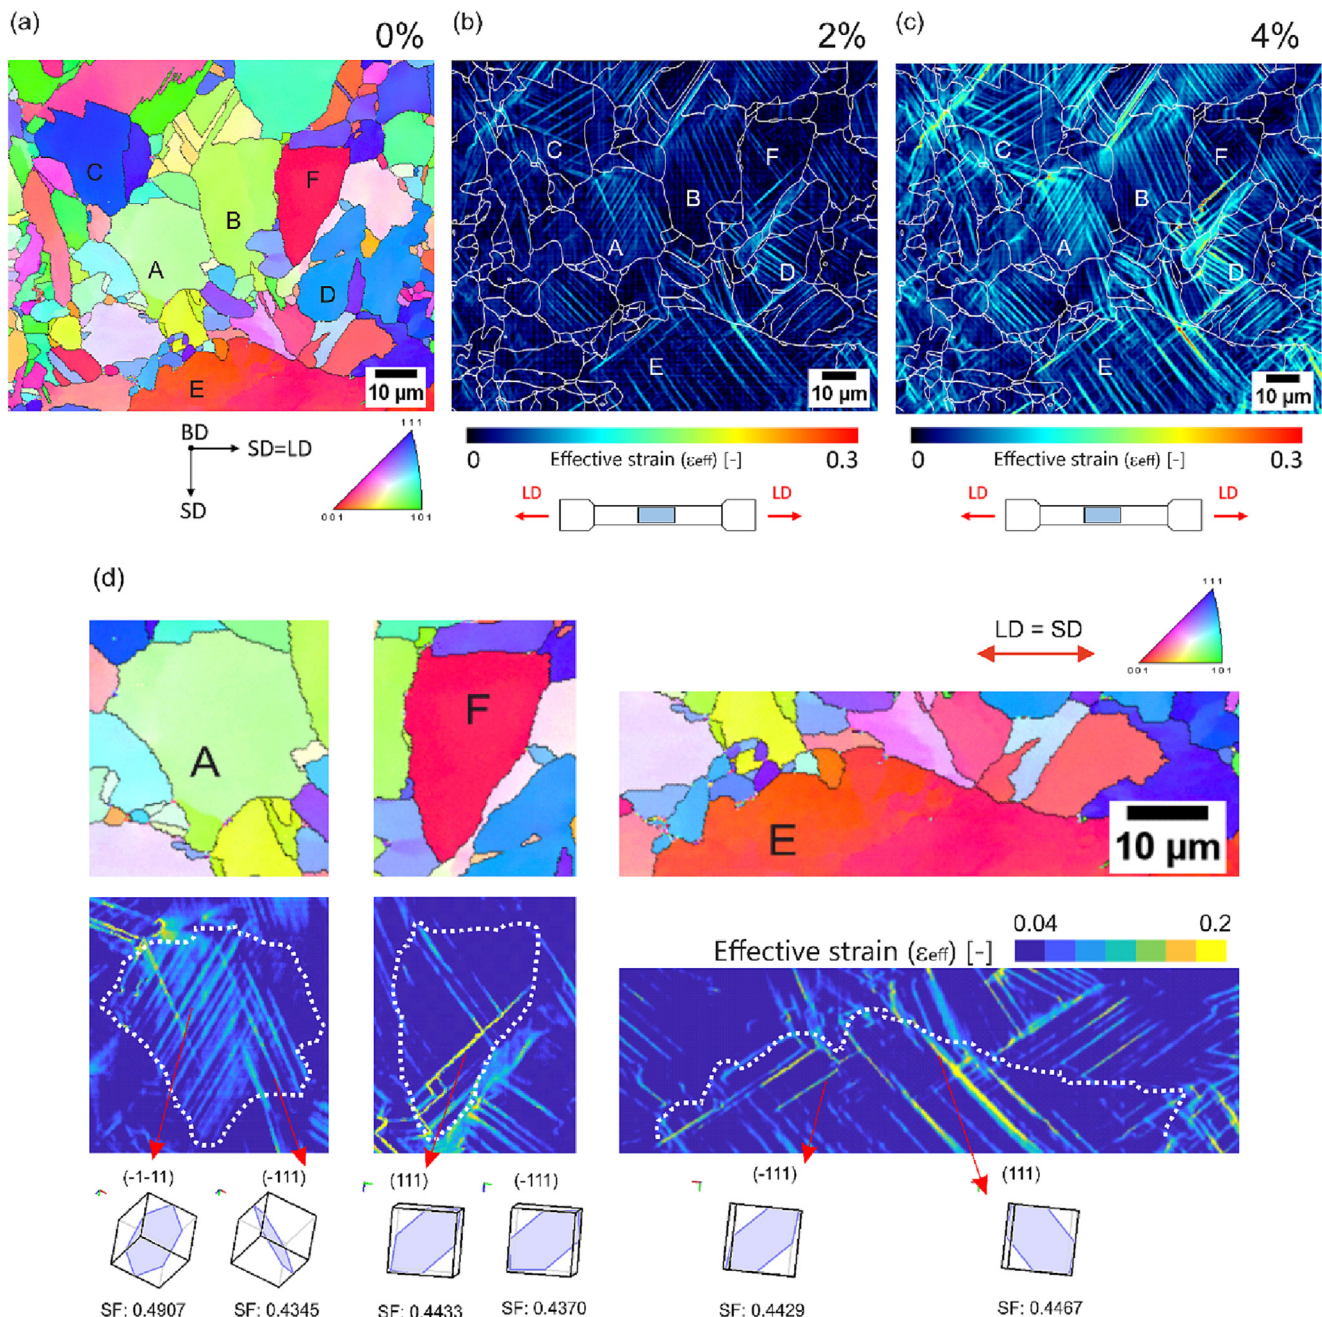 (a)
0%
(b)
2%
(c)
4%
C
F
B
A
D
E
10 µm
C
F
B
A
D
E
10 µm
C
F
B
A
D
E
10 µm
BD
SD=LD
SD
111
001
101
0
Effective strain (εeff) [-]
0.3
LD
LD
0
Effective strain (εeff) [-]
0.3
LD
LD
(d)
A
F
LD = SD
111
001
101
E
10 µm
0.04
0.2
Effective strain (εeff) [-]
(-1-11)
(-111)
(111)
(-111)
(-111)
(111)
SF: 0.4907
SF: 0.4345
SF: 0.4433
SF: 0.4370
SF: 0.4429
SF: 0.4467